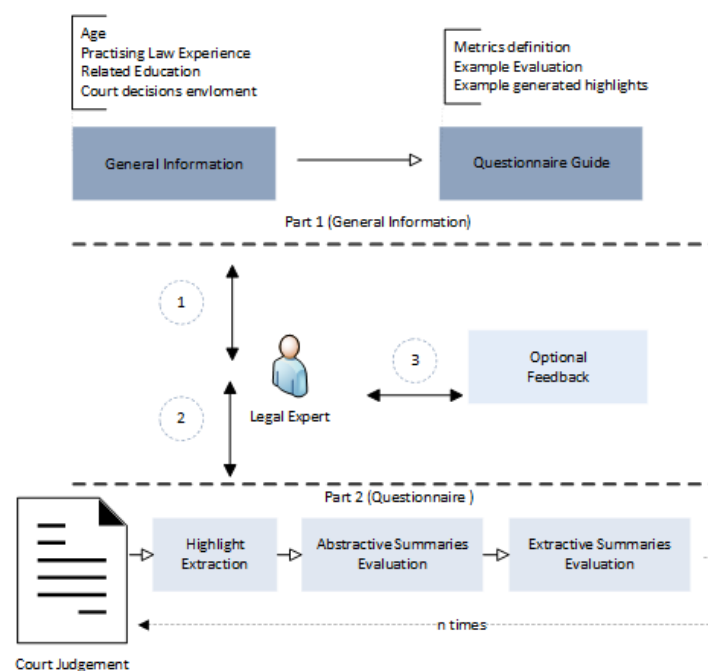 Age
Practising Law Experience
Related Education
Court decisions envloment
Metrics definition
Example Evaluation
Example generated highlights
General Information
Questionnaire Guide
Part 1 (General Information)
1
2
Legal Expert
3
Optional
Feedback
Part 2 (Questionnaire )
Highlight
Extraction
Abstractive Summaries
Evaluation
Extractive Summaries
Evaluation
n times
Court Judgement